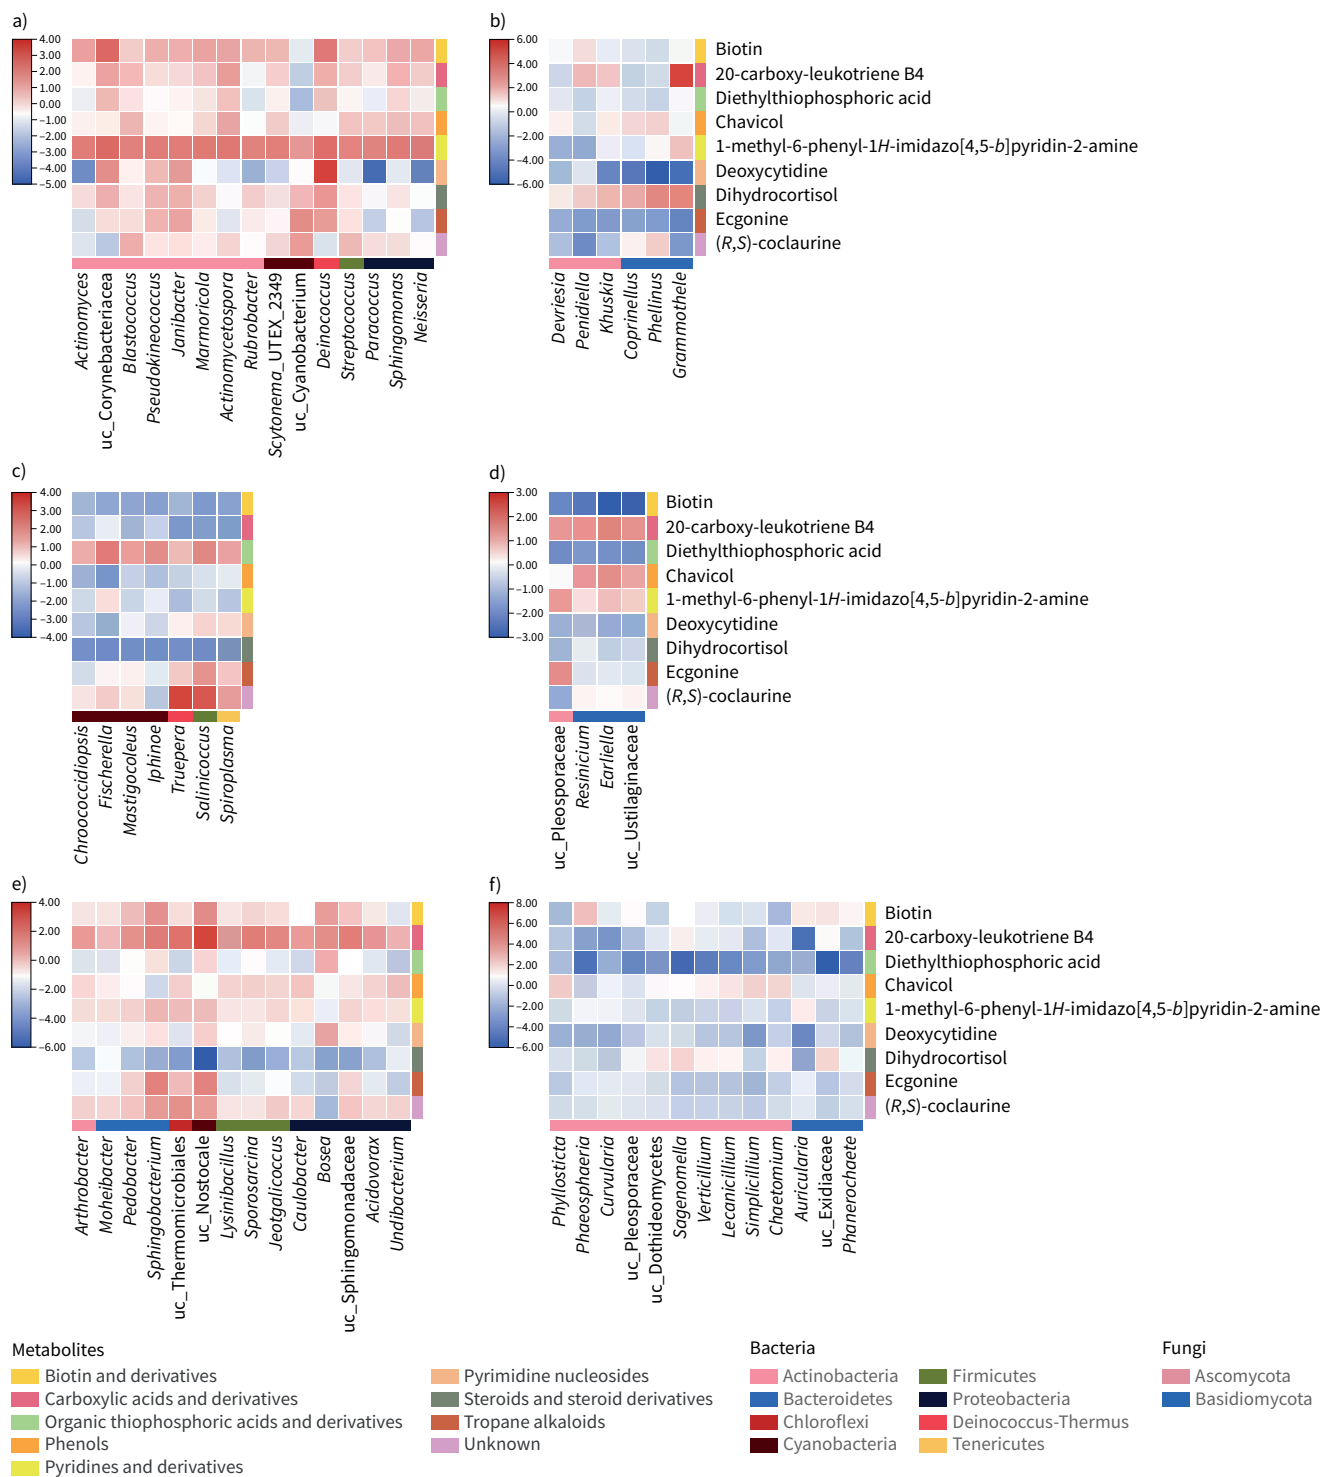 a)
4.00
3.00
2.00
1.00
0.00
−1.00
−2.00
−3.00
−4.00
−5.00
Actinomyces
uc_Corynebacteriacea
Blastococcus
Pseudokineococcus
Janibacter
Marmoricola
Actinomycetospora
Rubrobacter
Scytonema_UTEX_2349
uc_Cyanobacterium
Deinococcus
Streptococcus
Paracoccus
Sphingomonas
Neisseria
b)
6.00
4.00
2.00
0.00
−2.00
−4.00
−6.00
Biotin
20-carboxy-leukotriene B4
Diethylthiophosphoric acid
Chavicol
1-methyl-6-phenyl-1H-imidazo[4,5-b]pyridin-2-amine
Deoxycytidine
Dihydrocortisol
Ecgonine
(R,S)-coclaurine
Devriesia
Penidiella
Khuskia
Coprinellus
Phellinus
Grammothele
c)
4.00
3.00
2.00
1.00
0.00
−1.00
−2.00
−3.00
−4.00
Chroococcidiopsis
Fischerella
Mastigocoleus
Iphinoe
Truepera
Salinicoccus
Spiroplasma
d)
3.00
2.00
1.00
0.00
−1.00
−2.00
−3.00
Biotin
20-carboxy-leukotriene B4
Diethylthiophosphoric acid
Chavicol
1-methyl-6-phenyl-1H-imidazo[4,5-b]pyridin-2-amine
Deoxycytidine
Dihydrocortisol
Ecgonine
(R,S)-coclaurine
uc_Pleosporaceae
Resinicium
Earliella
uc_Ustilaginaceae
e)
4.00
2.00
0.00
−2.00
−4.00
−6.00
Arthrobacter
Moheibacter
Pedobacter
Sphingobacterium
uc_Thermomicrobiales
uc_Nostocale
Lysinibacillus
Sporosarcina
Jeotgalicoccus
Caulobacter
Bosea
uc_Sphingomonadaceae
Acidovorax
Undibacterium
f)
8.00
6.00
4.00
2.00
0.00
−2.00
−4.00
−6.00
Biotin
20-carboxy-leukotriene B4
Diethylthiophosphoric acid
Chavicol
1-methyl-6-phenyl-1H-imidazo[4,5-b]pyridin-2-amine
Deoxycytidine
Dihydrocortisol
Ecgonine
(R,S)-coclaurine
Phyllosticta
Phaeosphaeria
Curvularia
uc_Pleosporaceae
uc_Dothideomycetes
Sagenomella
Verticillium
Lecanicillium
Simplicillium
Chaetomium
Auricularia
uc_Exidiaceae
Phanerochaete
Metabolites
Biotin and derivatives
Carboxylic acids and derivatives
Organic thiophosphoric acids and derivatives
Phenols
Pyridines and derivatives
Pyrimidine nucleosides
Steroids and steroid derivatives
Tropane alkaloids
Unknown
Bacteria
Actinobacteria
Bacteroidetes
Chloroflexi
Cyanobacteria
Firmicutes
Proteobacteria
Deinococcus-Thermus
Tenericutes
Fungi
Ascomycota
Basidiomycota